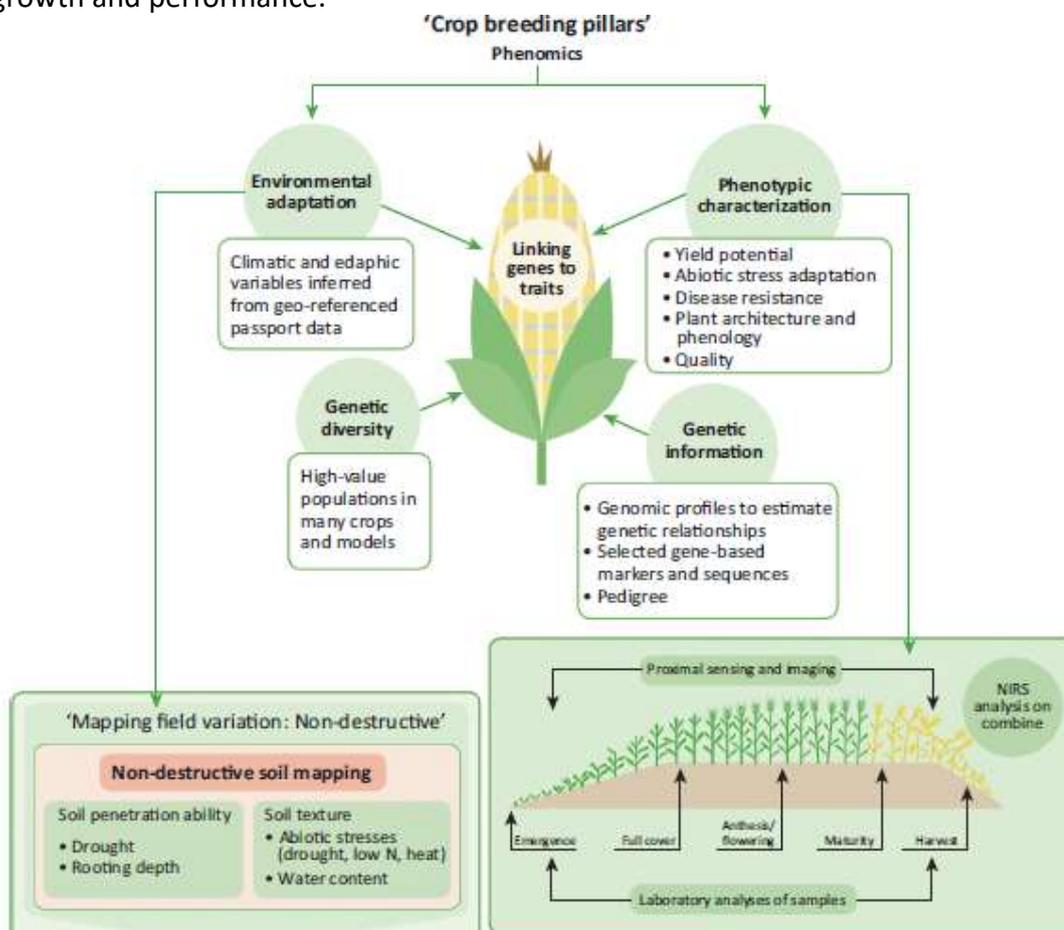 growth and performance.
‘Crop breeding pillars’
Phenomics
Environmental
adaptation
Climatic and edaphic
variables inferred
from geo-referenced
passport data
Linking
genes to
traits
Phenotypic
characterization
• Yield potential
• Abiotic stress adaptation
• Disease resistance
• Plant architecture and
phenology
• Quality
Genetic
diversity
High-value
populations in
many crops
and models
Genetic
information
• Genomic profiles to estimate
genetic relationships
• Selected gene-based
markers and sequences
• Pedigree
‘Mapping field variation: Non-destructive’
Non-destructive soil mapping
Soil penetration ability
• Drought
• Rooting depth
Soil texture
• Abiotic stresses
(drought, low N, heat)
• Water content
Proximal sensing and imaging
NIRS
analysis on
combine
Emergence
Full cover
Anthesis/
flowering
Maturity
Harvest
Laboratory analyses of samples